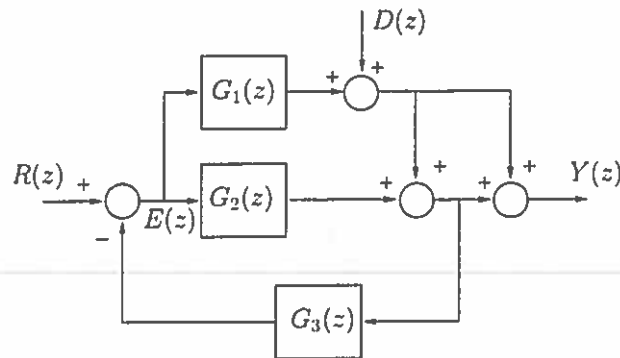 D(z)
+
+
G₁(z)
R(z)
+
E(z)
G₂(z)
+
+
+
+
Y(z)
−
G₃(z)